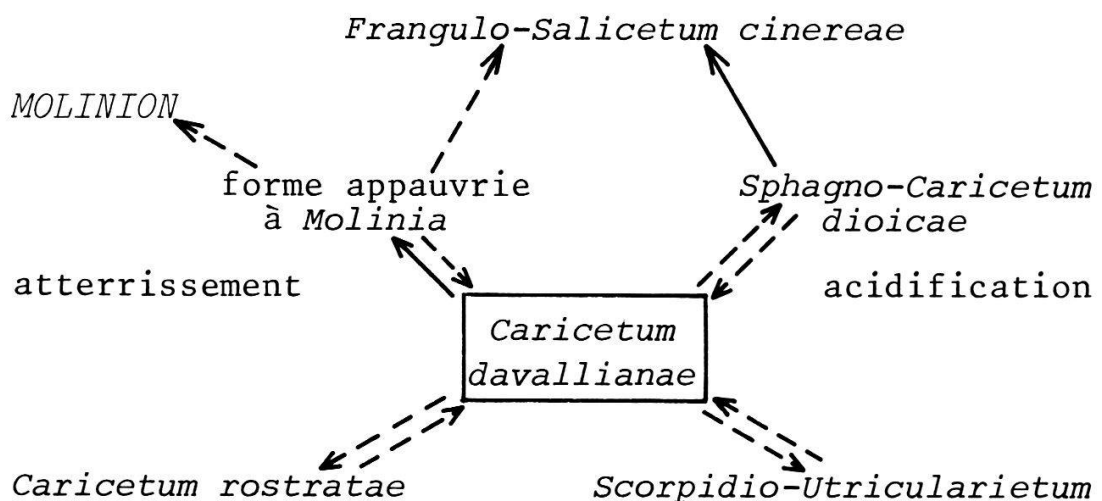 Frangulo-Salicetum cinereae
MOLINION
forme appauvrie
à Molinia
Sphagno-Caricetum
dioicae
atterrissement
acidification
Caricetum
davallianae
Caricetum rostratae
Scorpidio-Utricularietum